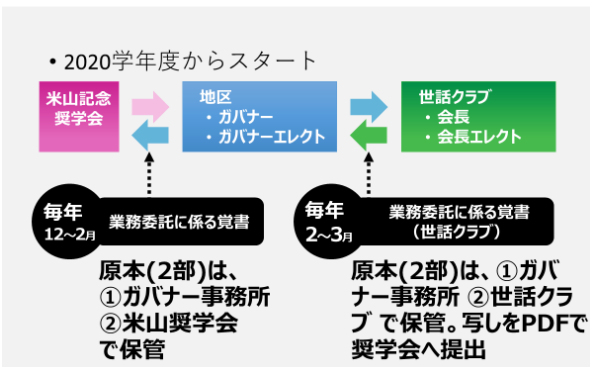 • 2020学年度からスタート
米山記念
奨学会
地区
・ガバナー
・ガバナーエレクト
世話クラブ
・会長
・会長エレクト
毎年
12~2月
業務委託に係る覚書
毎年
2~3月
業務委託に係る覚書
(世話クラブ)
原本(2部)は、
①ガバナー事務所
②米山奨学会
で保管
原本(2部)は、①ガバ
ナー事務所 ②世話クラ
ブ で保管。写しをPDFで
奨学会へ提出